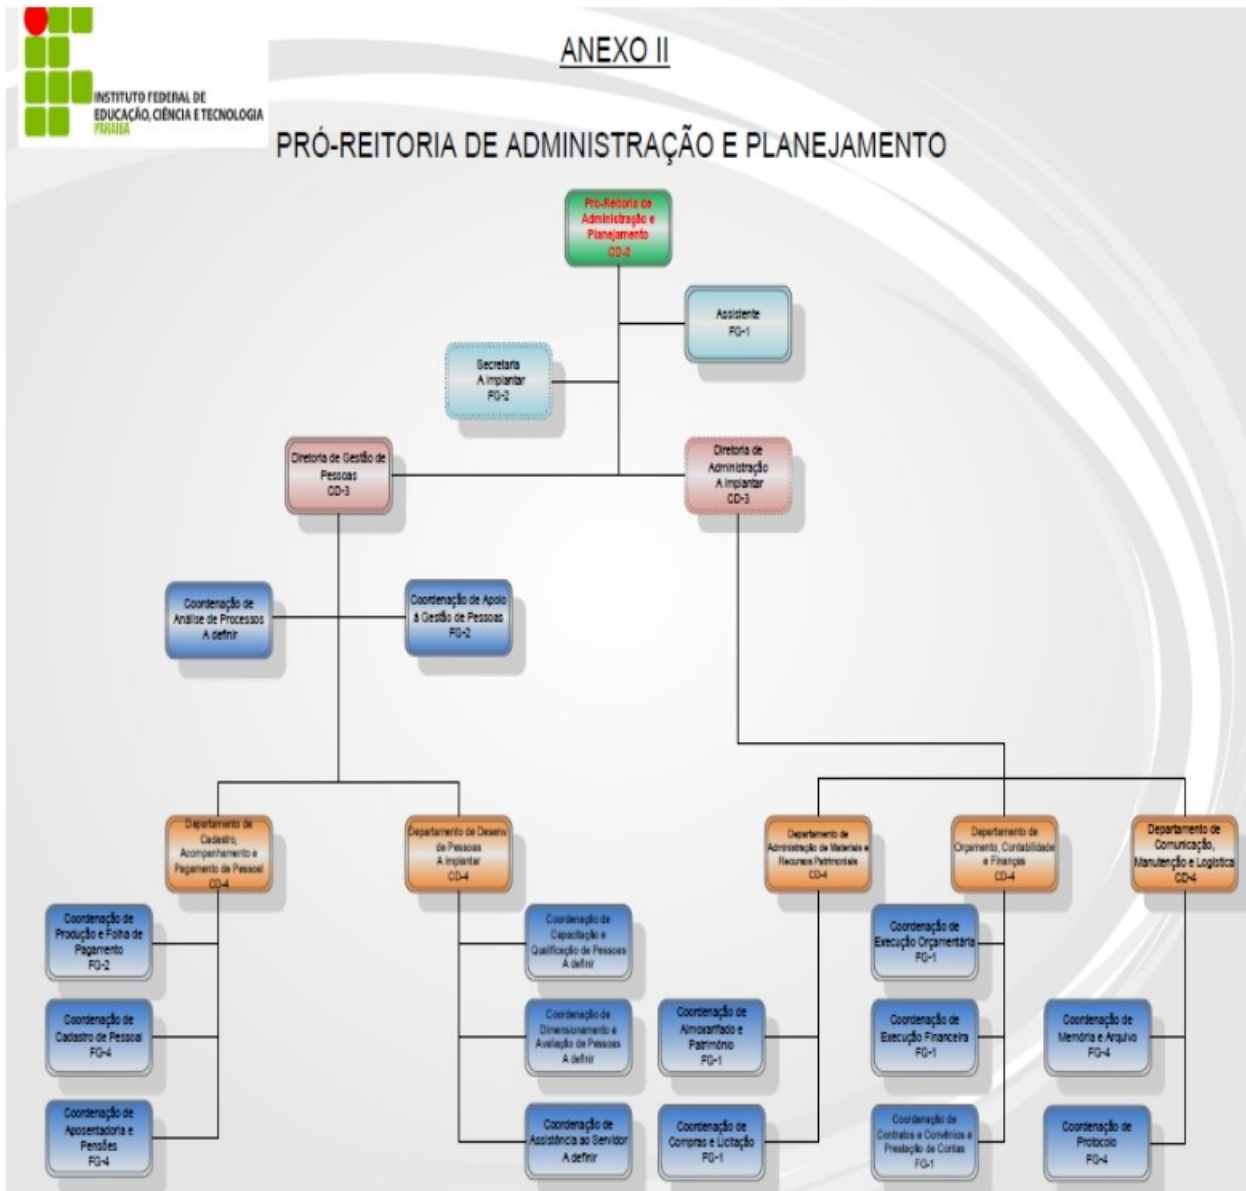 ANEXO II
INSTITUTO FEDERAL DE
EDUCAÇÃO, CIÊNCIA E TECNOLOGIA
PARAÍBA
PRÓ-REITORIA DE ADMINISTRAÇÃO E PLANEJAMENTO
Pró-Reitoria de
Administração e
Planejamento
CD-2
Assistente
FG-1
Secretaria
A Implantar
FG-2
Diretoria de Gestão de
Pessoas
CD-3
Diretoria de
Administração
A Implantar
CD-3
Coordenação de
Análise de Processos
A definir
Coordenação de Apoio
à Gestão de Pessoas
FG-2
Departamento de
Cadastro,
Acompanhamento e
Pagamento de Pessoal
CD-4
Departamento de Desenv
de Pessoas
A Implantar
CD-4
Departamento de
Administração de Materiais e
Recursos Patrimoniais
CD-4
Departamento de
Orçamento, Contabilidade
e Finanças
CD-4
Departamento de
Comunicação,
Manutenção e Logística
CD-4
Coordenação de
Produção e Folha de
Pagamento
FG-2
Coordenação de
Capacitação e
Qualificação de Pessoas
A definir
Coordenação de
Execução Orçamentária
FG-1
Coordenação de
Cadastro de Pessoal
FG-4
Coordenação de
Dimensionamento e
Avaliação de Pessoas
A definir
Coordenação de
Almoxarifado e
Patrimônio
FG-1
Coordenação de
Execução Financeira
FG-1
Coordenação de
Memória e Arquivo
FG-4
Coordenação de
Aposentadoria e
Pensões
FG-4
Coordenação de
Assistência ao Servidor
A definir
Coordenação de
Compras e Licitação
FG-1
Coordenação de
Contratos e Convênios e
Prestação de Contas
FG-1
Coordenação de
Protocolo
FG-4